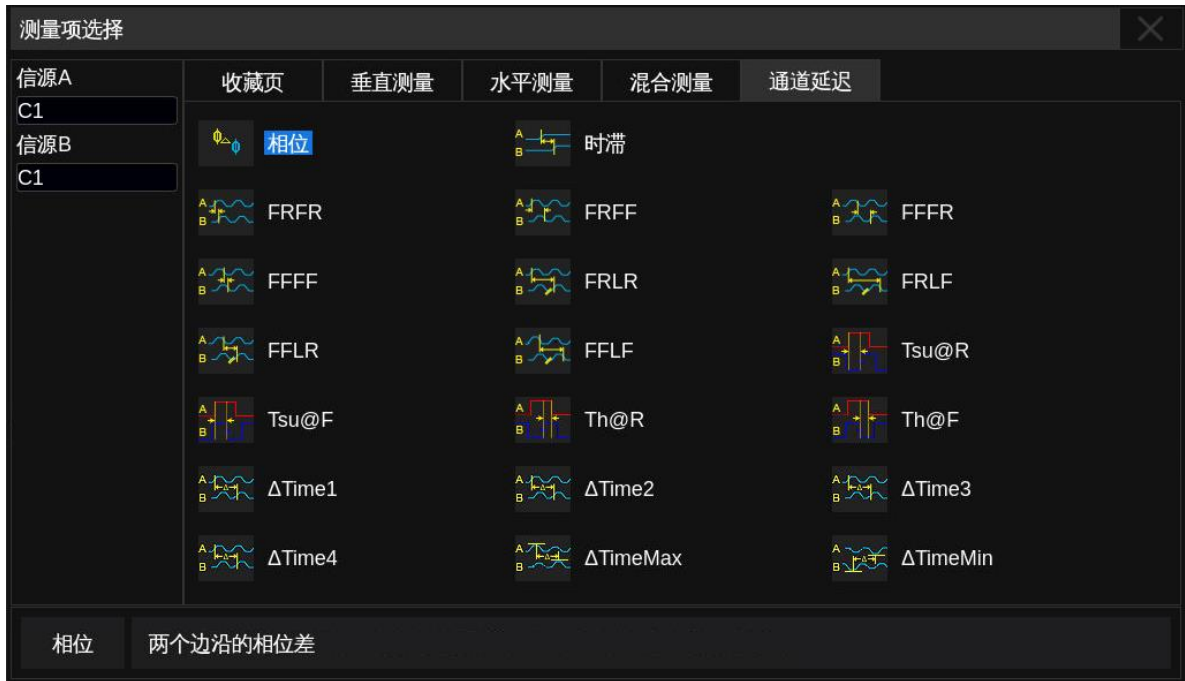 测量项选择
信源A
C1
信源B
C1
收藏页 垂直测量 水平测量 混合测量 通道延迟
ϕ△ϕ 相位 A B 时滞
A B FRFR A B FRFF A B FFFR
A B FFFF A B FRLR A B FRLF
A B FFLR A B FFLF A B Tsu@R
A B Tsu@F A B Th@R A B Th@F
A B ΔTime1 A B ΔTime2 A B ΔTime3
A B ΔTime4 A B ΔTimeMax A B ΔTimeMin
相位 两个边沿的相位差